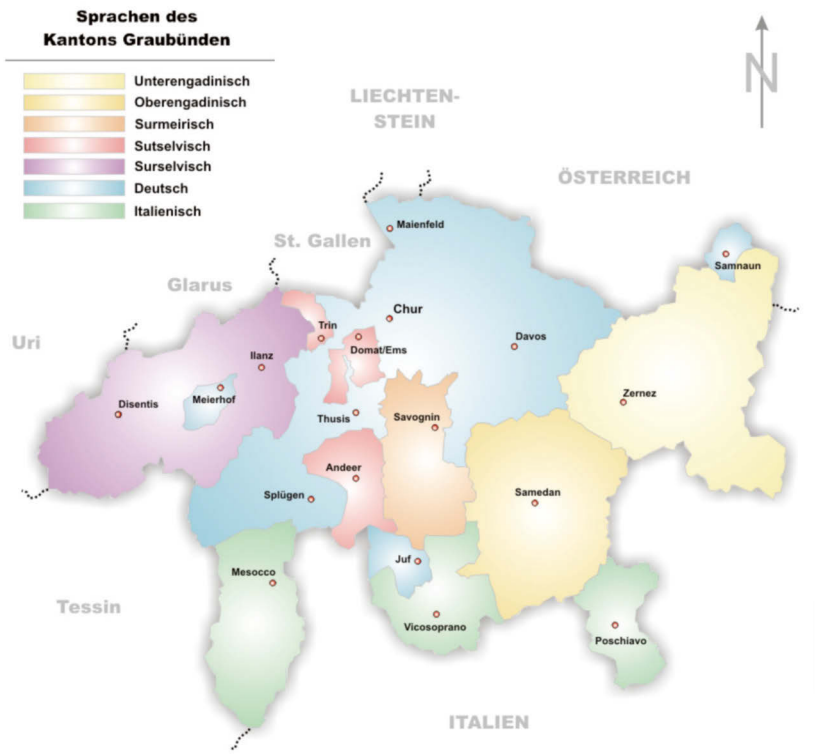 Sprachen des
Kantons Graubünden
Unterengadinisch
Oberengadinisch
Surmeirisch
Sutselvisch
Surselvisch
Deutsch
Italienisch
N
LIECHTEN-
STEIN
ÖSTERREICH
Maienfeld
St. Gallen
Samnaun
Glarus
Chur
Trin
Uri
Davos
Domat/Ems
Ilanz
Zernez
Meierhof
Disentis
Thusis
Savognin
Andeer
Splügen
Samedan
Juf
Mesocco
Tessin
Vicosoprano
Poschiavo
ITALIEN